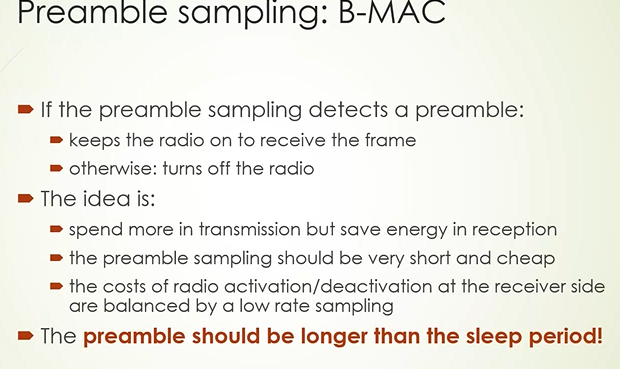 Preamble sampling: B-MAC
If the preamble sampling detects a preamble:
keeps the radio on to receive the frame
otherwise: turns off the radio
The idea is:
spend more in transmission but save energy in reception
the preamble sampling should be very short and cheap
the costs of radio activation/deactivation at the receiver side
are balanced by a low rate sampling
The preamble should be longer than the sleep period!